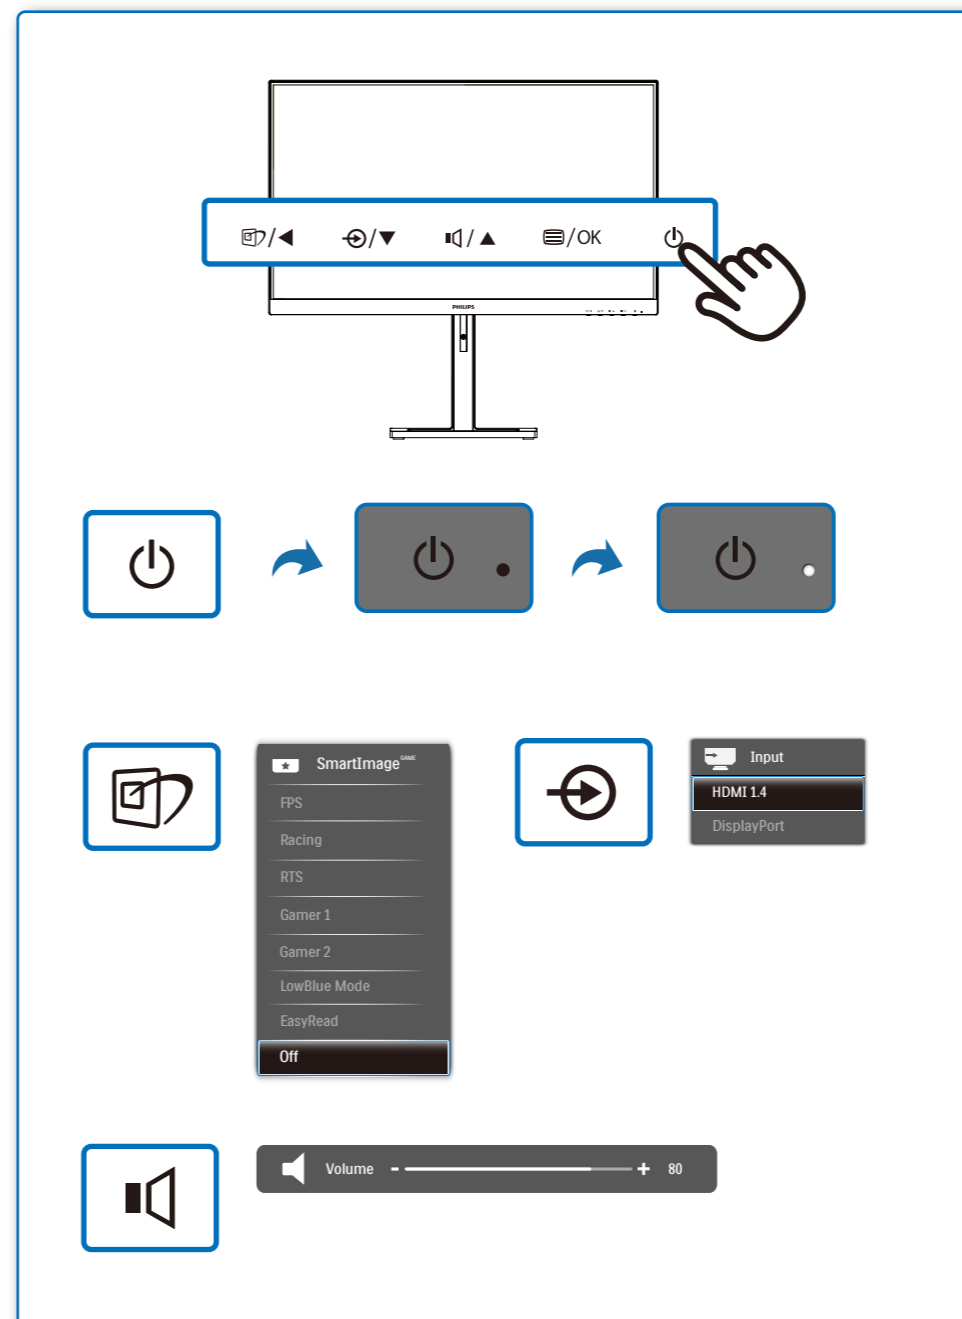 /◀ /▼ /▲ /OK
PHILIPS
SmartImage GAME
FPS
Racing
RTS
Gamer 1
Gamer 2
LowBlue Mode
EasyRead
Off
Input
HDMI 1.4
DisplayPort
Volume - + 80